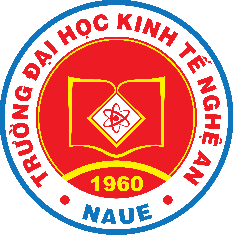 TRƯỜNG ĐẠI HỌC KINH TẾ NGHỆ AN
1960
NAUE